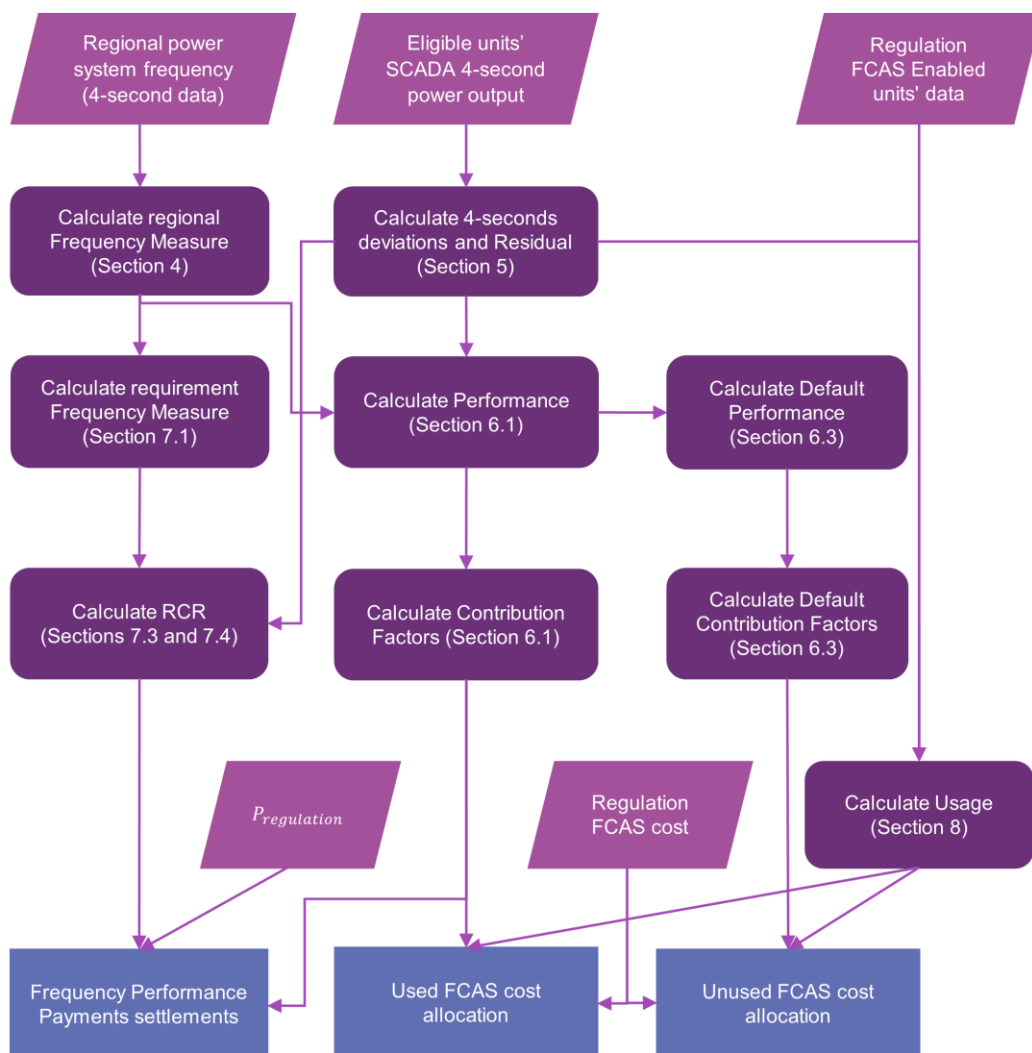 Regional power
system frequency
(4-second data)
Eligible units’
SCADA 4-second
power output
Regulation
FCAS Enabled
units' data
Calculate regional
Frequency Measure
(Section 4)
Calculate 4-seconds
deviations and Residual
(Section 5)
Calculate requirement
Frequency Measure
(Section 7.1)
Calculate Performance
(Section 6.1)
Calculate Default
Performance
(Section 6.3)
Calculate RCR
(Sections 7.3 and 7.4)
Calculate Contribution
Factors (Section 6.1)
Calculate Default
Contribution Factors
(Section 6.3)
P_regulation
Regulation
FCAS cost
Calculate Usage
(Section 8)
Frequency Performance
Payments settlements
Used FCAS cost
allocation
Unused FCAS cost
allocation